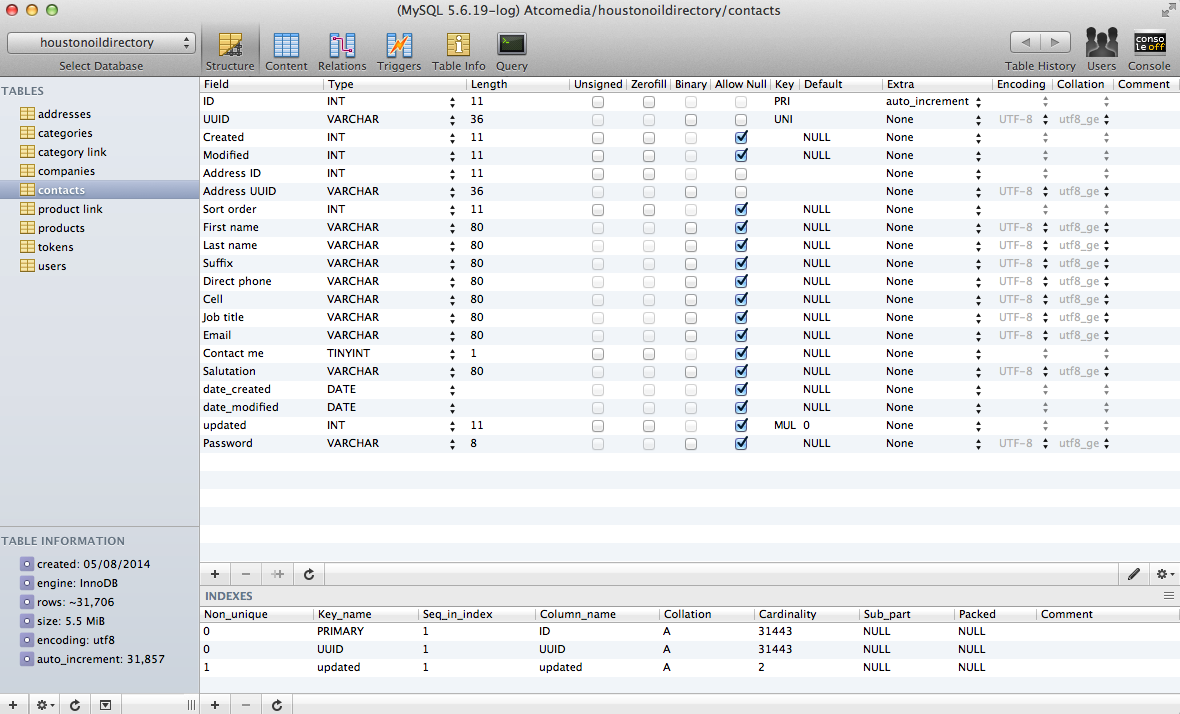 (MySQL 5.6.19-log) Atcomedia/houstonoildirectory/contacts
houstonoildirectory
Select Database
Structure Content Relations Triggers Table Info Query
Table History Users Console
conso
le off
TABLES
addresses
categories
category link
companies
contacts
product link
products
tokens
users
Field Type Length Unsigned Zerofill Binary Allow Null Key Default Extra Encoding Collation Comment
ID INT 11 PRI auto_increment
UUID VARCHAR 36 UNI None UTF-8 utf8_ge
Created INT 11 NULL None
Modified INT 11 NULL None
Address ID INT 11 None
Address UUID VARCHAR 36 None UTF-8 utf8_ge
Sort order INT 11 NULL None
First name VARCHAR 80 NULL None UTF-8 utf8_ge
Last name VARCHAR 80 NULL None UTF-8 utf8_ge
Suffix VARCHAR 80 NULL None UTF-8 utf8_ge
Direct phone VARCHAR 80 NULL None UTF-8 utf8_ge
Cell VARCHAR 80 NULL None UTF-8 utf8_ge
Job title VARCHAR 80 NULL None UTF-8 utf8_ge
Email VARCHAR 80 NULL None UTF-8 utf8_ge
Contact me TINYINT 1 NULL None
Salutation VARCHAR 80 NULL None UTF-8 utf8_ge
date_created DATE NULL None
date_modified DATE NULL None
updated INT 11 MUL 0 None
Password VARCHAR 8 NULL None UTF-8 utf8_ge
TABLE INFORMATION
created: 05/08/2014
engine: InnoDB
rows: ~31,706
size: 5.5 MiB
encoding: utf8
auto_increment: 31,857
INDEXES
Non_unique Key_name Seq_in_index Column_name Collation Cardinality Sub_part Packed Comment
0 PRIMARY 1 ID A 31443 NULL NULL
0 UUID 1 UUID A 31443 NULL NULL
1 updated 1 updated A 2 NULL NULL